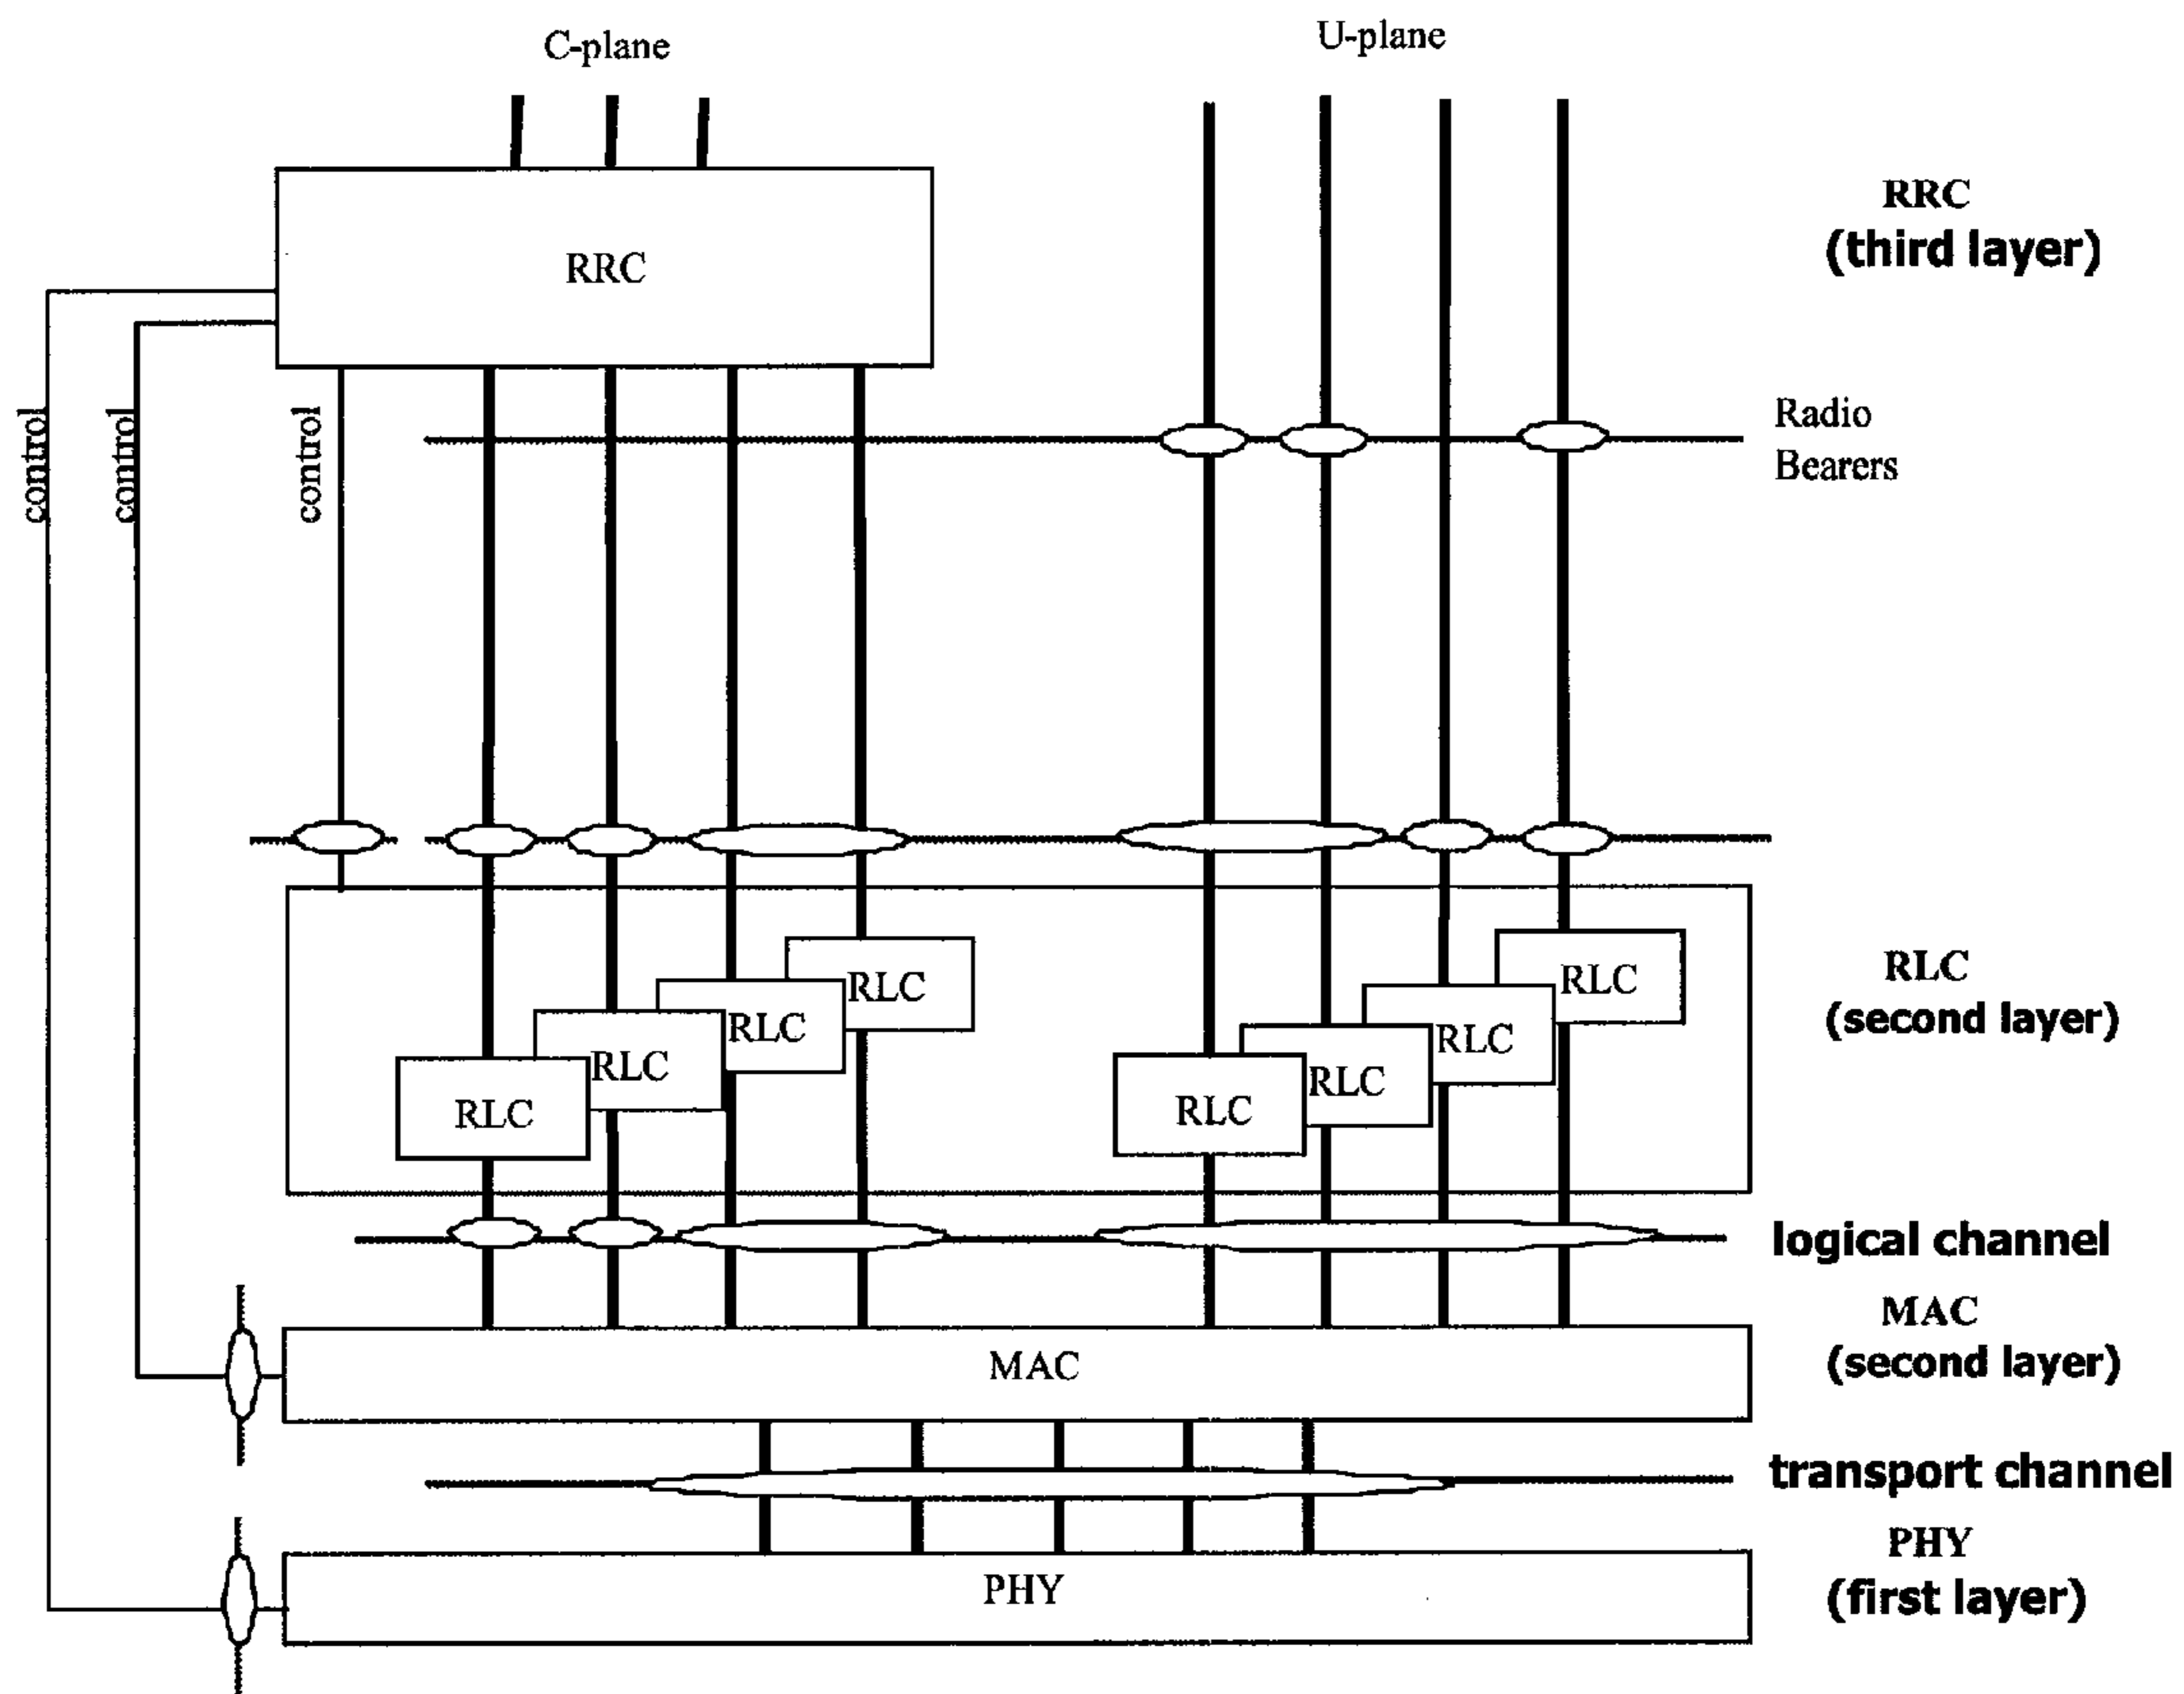 C-plane
U-plane
RRC
RRC
(third layer)
control
control
control
Radio
Bearers
RLC
RLC
RLC
RLC
RLC
RLC
RLC
RLC
RLC
(second layer)
logical channel
MAC
MAC
(second layer)
transport channel
PHY
PHY
(first layer)